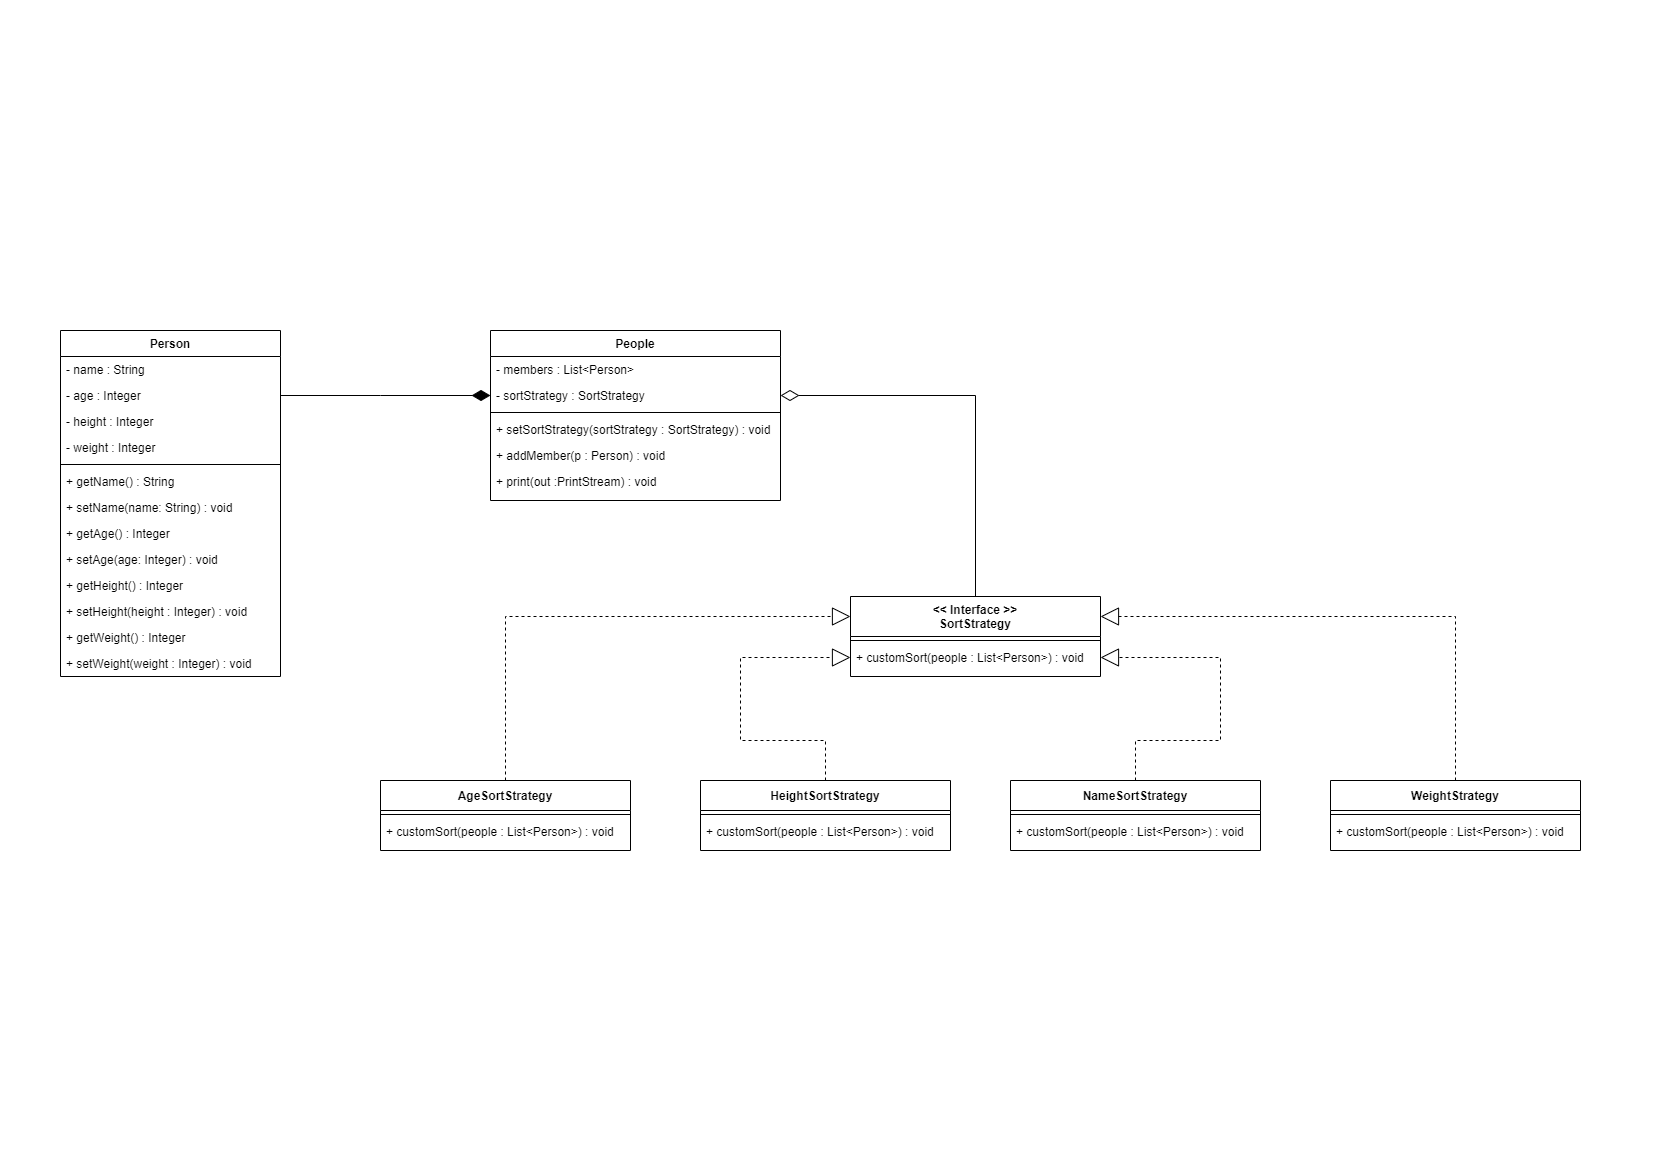 Person
- name : String
- age : Integer
- height : Integer
- weight : Integer
+ getName() : String
+ setName(name: String) : void
+ getAge() : Integer
+ setAge(age: Integer) : void
+ getHeight() : Integer
+ setHeight(height : Integer) : void
+ getWeight() : Integer
+ setWeight(weight : Integer) : void
People
- members : List<Person>
- sortStrategy : SortStrategy
+ setSortStrategy(sortStrategy : SortStrategy) : void
+ addMember(p : Person) : void
+ print(out :PrintStream) : void
<< Interface >>
SortStrategy
+ customSort(people : List<Person>) : void
AgeSortStrategy
+ customSort(people : List<Person>) : void
HeightSortStrategy
+ customSort(people : List<Person>) : void
NameSortStrategy
+ customSort(people : List<Person>) : void
WeightStrategy
+ customSort(people : List<Person>) : void